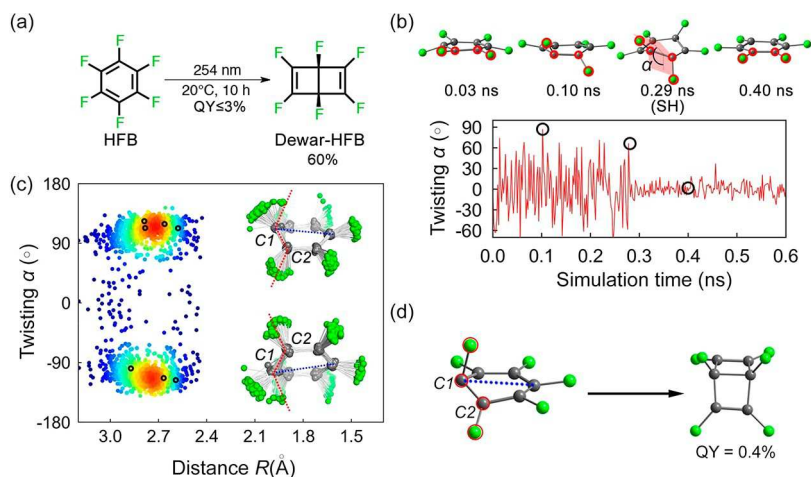 (a)
F
F
F
F
F
F
HFB
254 nm
20°C, 10 h
QY≤3%
F
F
F
F
F
F
Dewar-HFB
60%
(b)
α
0.03 ns
0.10 ns
0.29 ns
(SH)
0.40 ns
Twisting α (○)
90
60
30
0
-30
-60
0.0
0.1
0.2
0.3
0.4
0.5
0.6
Simulation time (ns)
(c)
Twisting α (○)
180
90
0
-90
-180
3.0
2.7
2.4
2.1
1.8
1.5
Distance R(Å)
C1
C2
C1
C2
(d)
C1
C2
QY = 0.4%